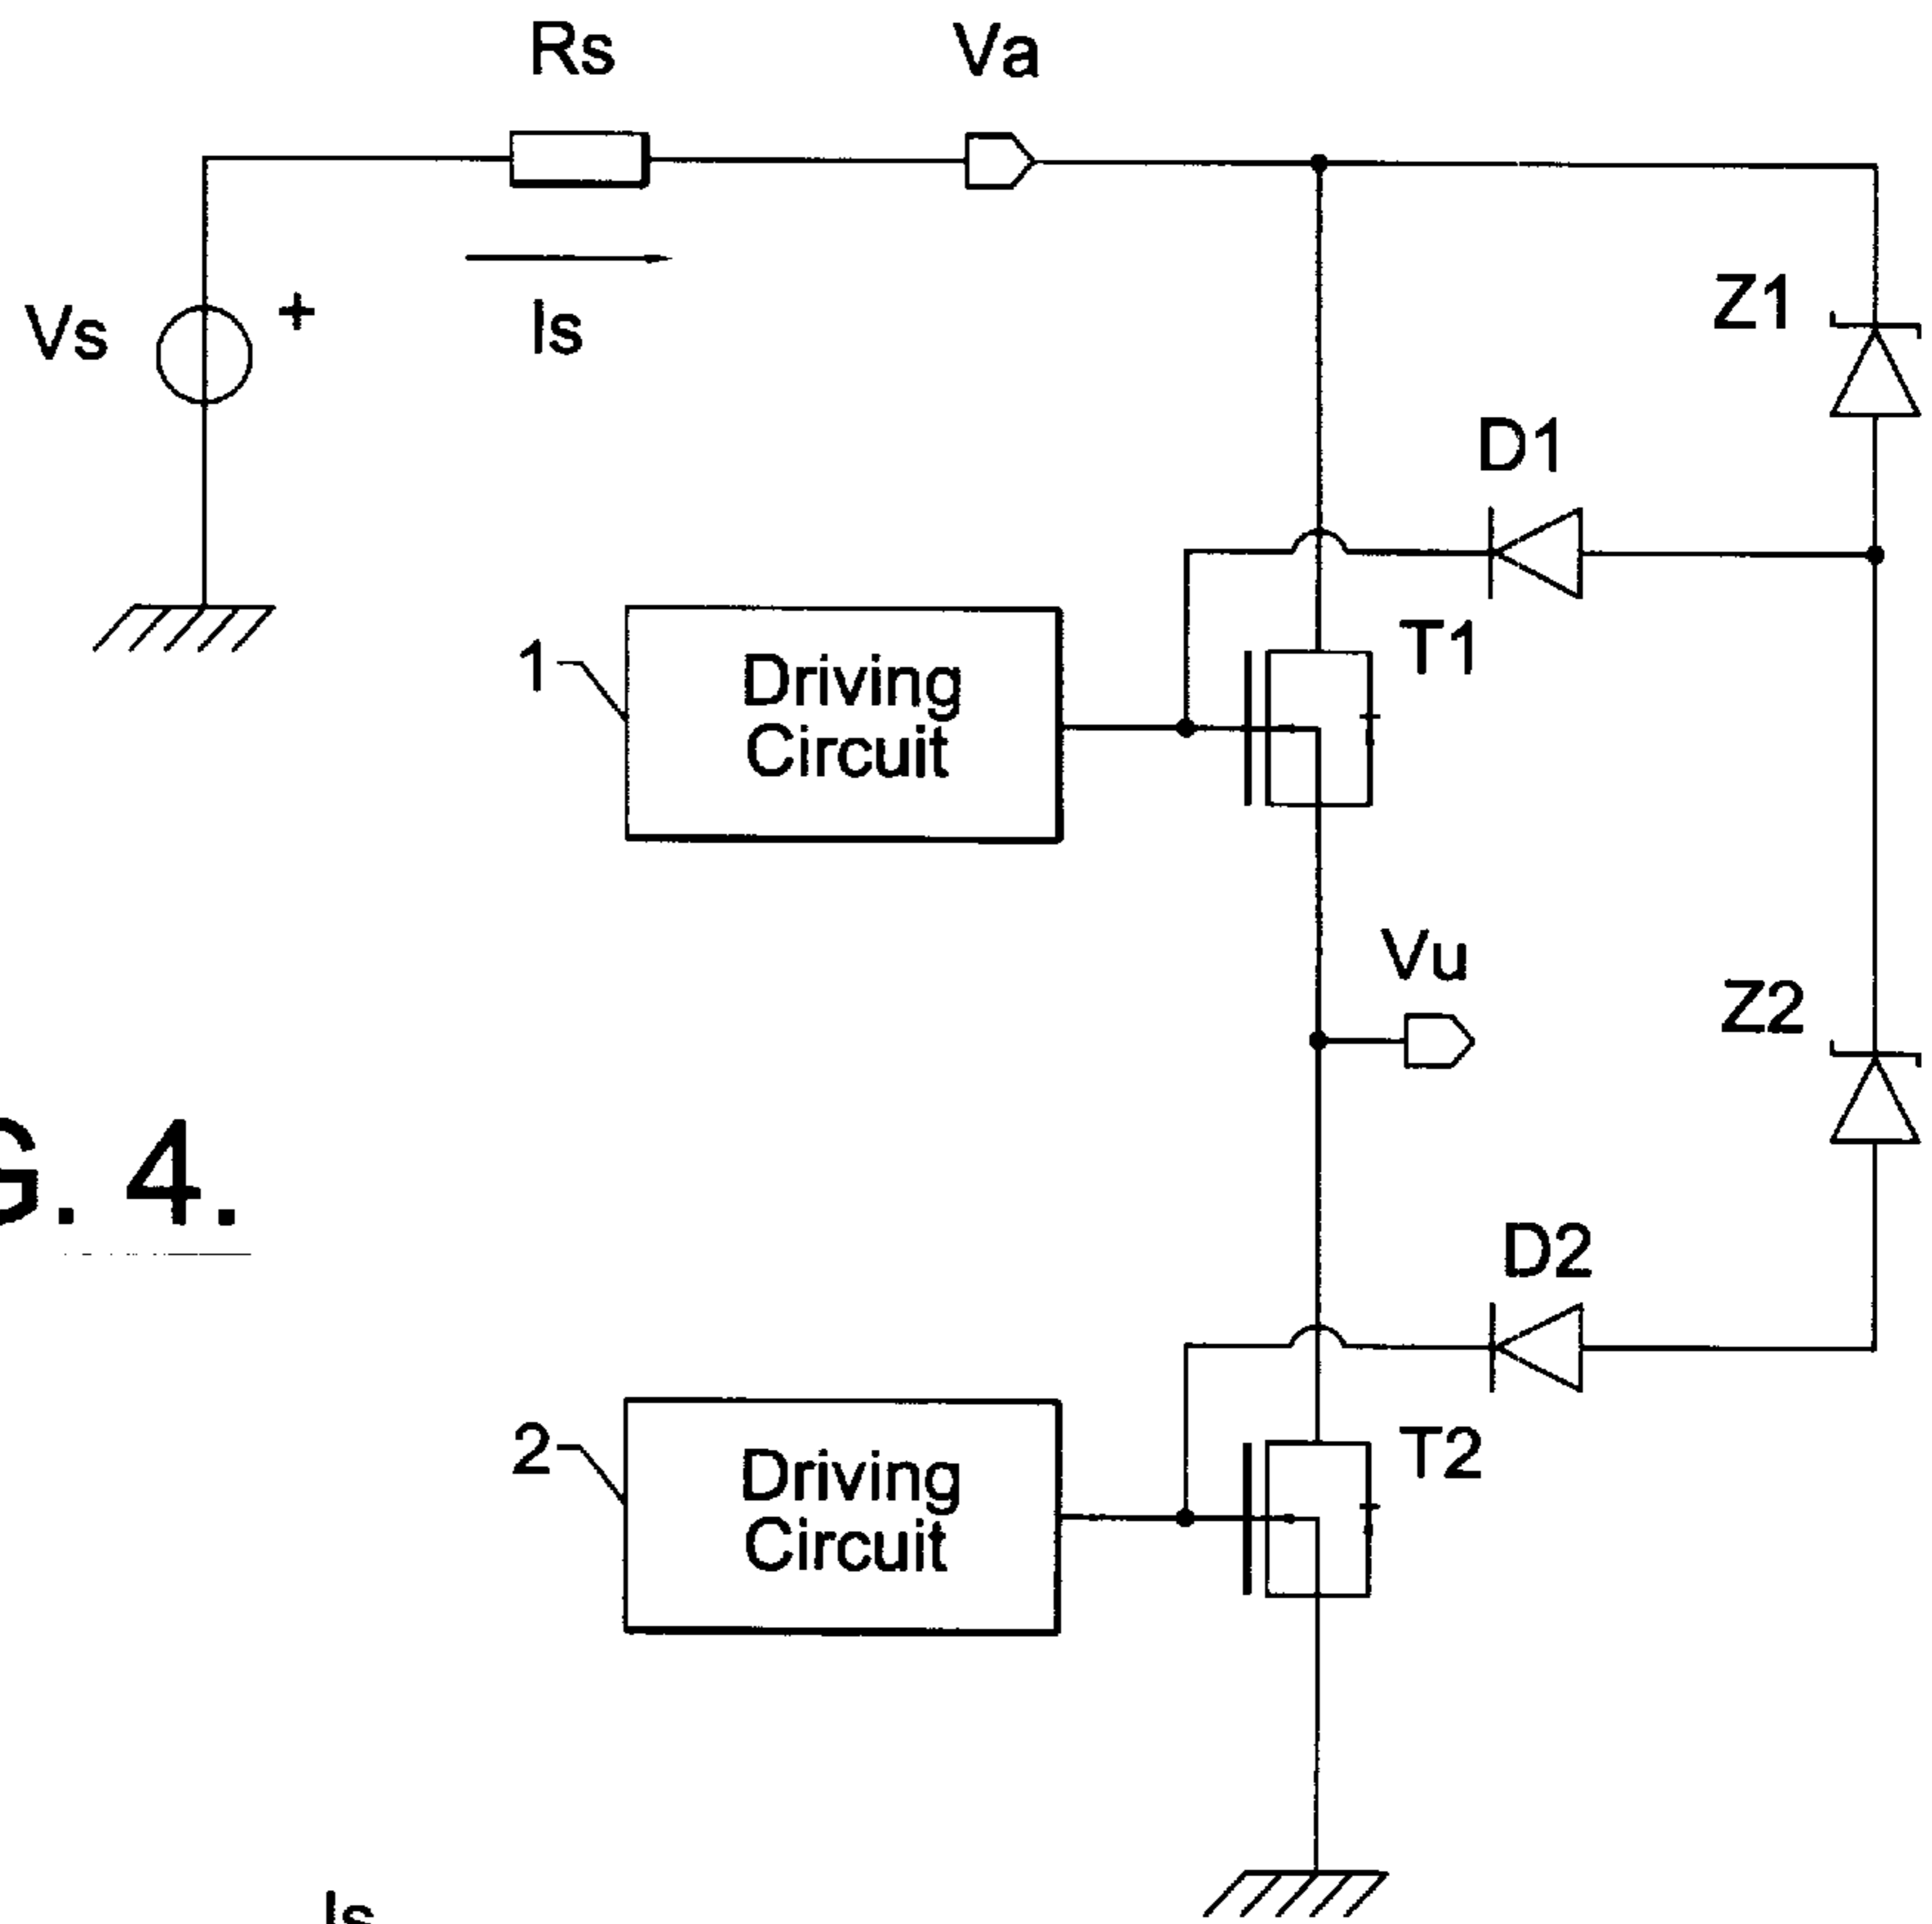 Rs
Va
Vs
+
Is
Z1
D1
T1
1
Driving
Circuit
Vu
Z2
G. 4.
D2
T2
2
Driving
Circuit
Is